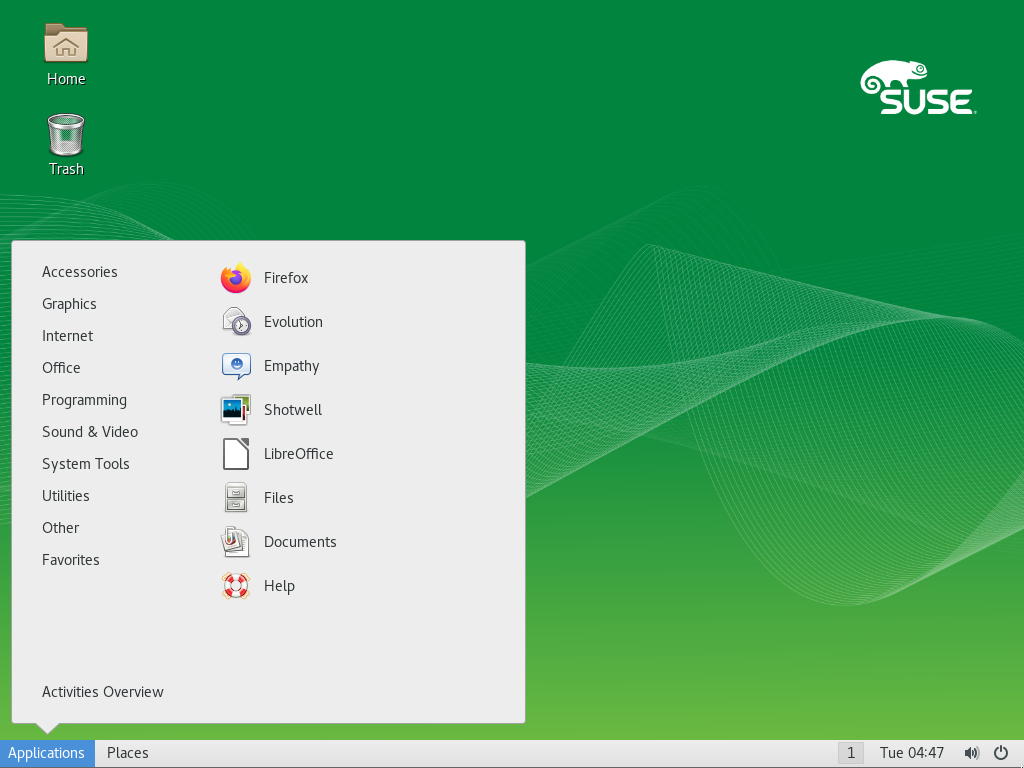 Home
Trash
SUSE
Accessories
Graphics
Internet
Office
Programming
Sound & Video
System Tools
Utilities
Other
Favorites
Activities Overview
Firefox
Evolution
Empathy
Shotwell
LibreOffice
Files
Documents
Help
Applications
Places
1
Tue 04:47